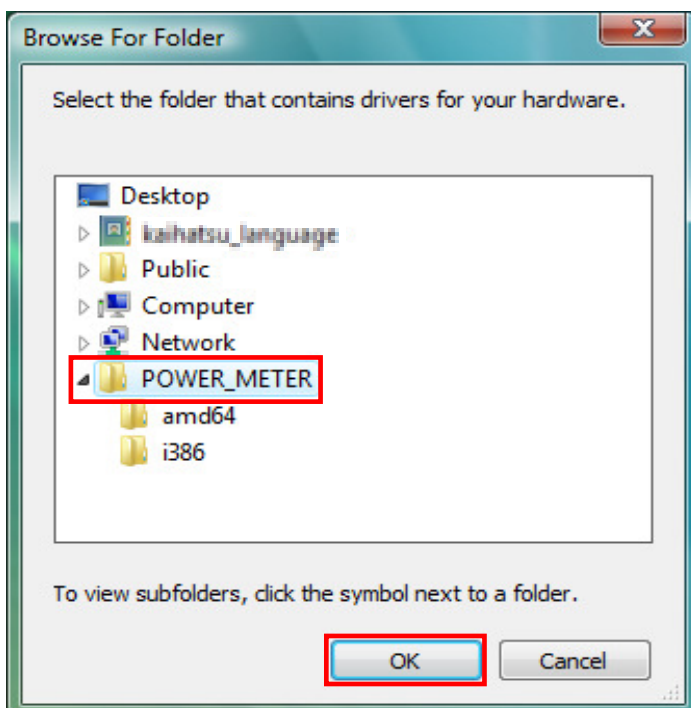 Browse For Folder
Select the folder that contains drivers for your hardware.
Desktop
kaihatsu_language
Public
Computer
Network
POWER_METER
amd64
i386
To view subfolders, click the symbol next to a folder.
OK Cancel